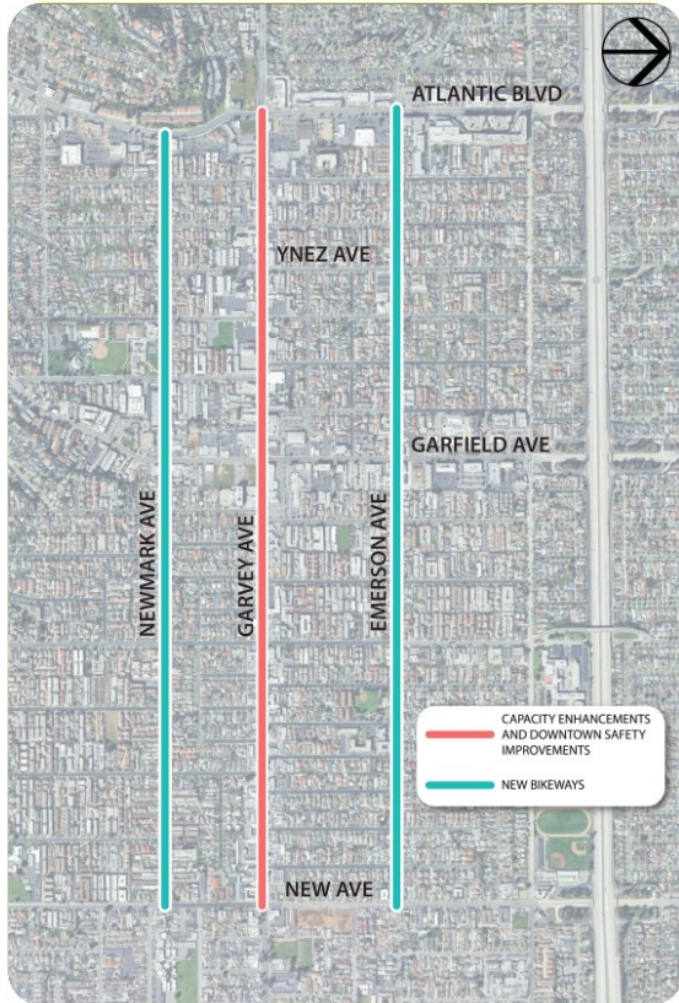 ATLANTIC BLVD
YNEZ AVE
GARFIELD AVE
NEWMARK AVE
GARVEY AVE
EMERSON AVE
CAPACITY ENHANCEMENTS
AND DOWNTOWN SAFETY
IMPROVEMENTS
NEW BIKEWAYS
NEW AVE